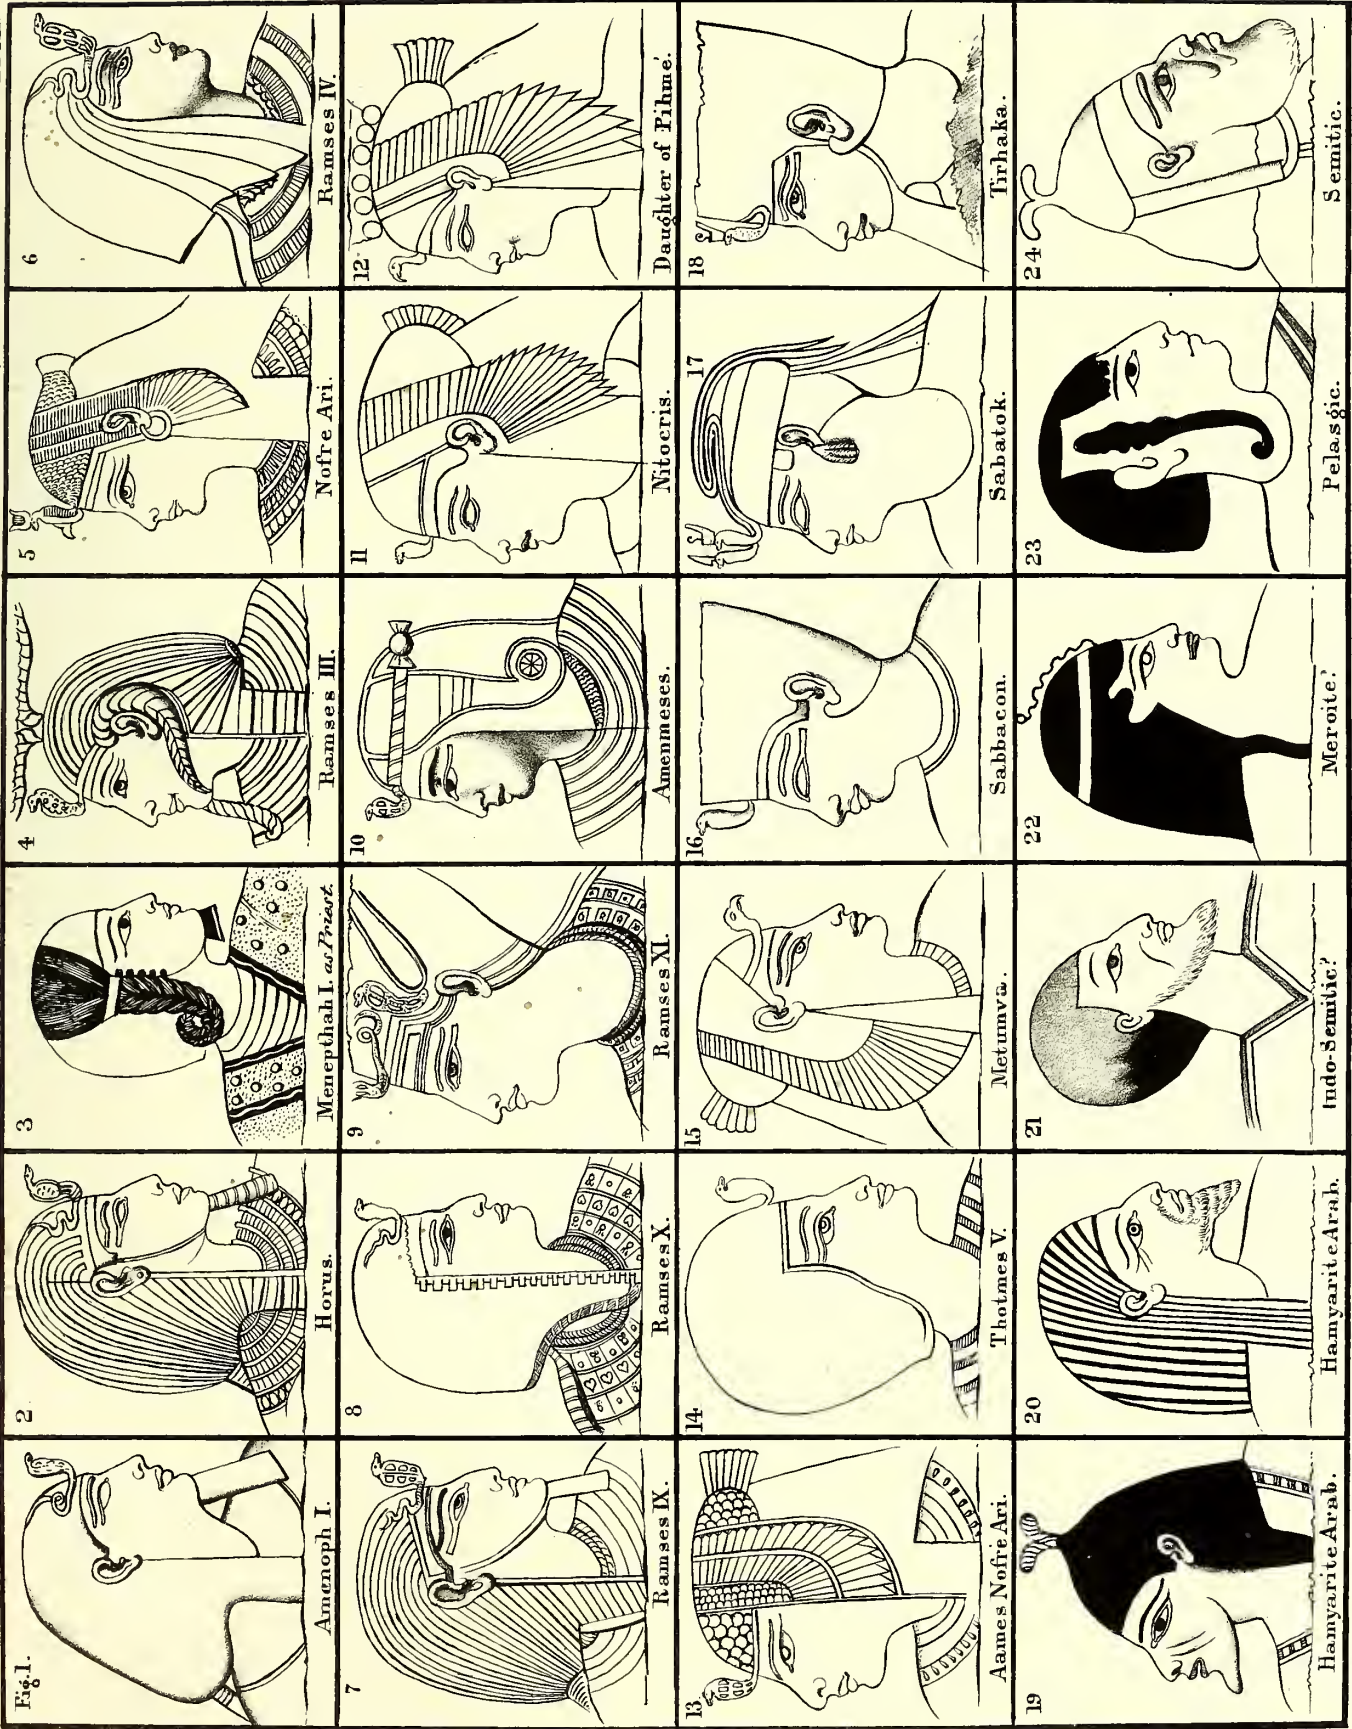 Fig. 1.
Amenoph I.
2
Horus.
3
Menepthah I. as Priest.
4
Ramses III.
5
Nofre Ari.
6
Ramses IV.
7
Ramses IX.
8
Ramses X.
9
Ramses XI.
10
Amenmeses.
11
Nitocris.
12
Daughter of Pihmé.
13
Aames Nofre Ari.
14
Thotmes V.
15
Metumva.
16
Sabbacon.
17
Sabatok.
18
Tirhaka.
19
Hamyarite Arab.
20
Hamyarite Arab.
21
Indo-Semitic?
22
Meroite?
23
Pelasgic.
24
Semitic.